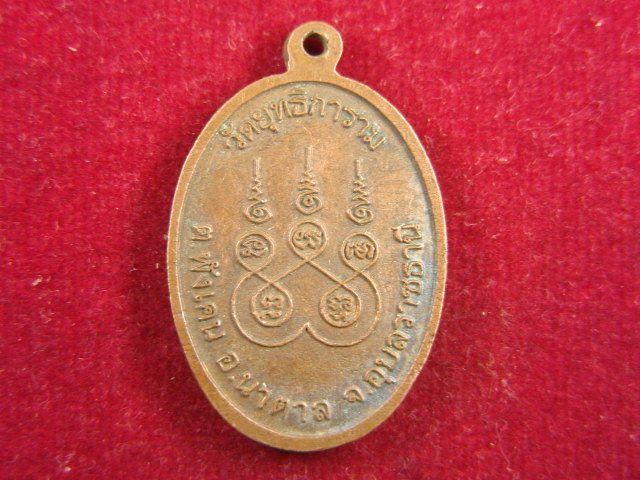 วัดยุทธิการาม
ต.พังเคน อ.นาตาล จ.อุบลราชธานี